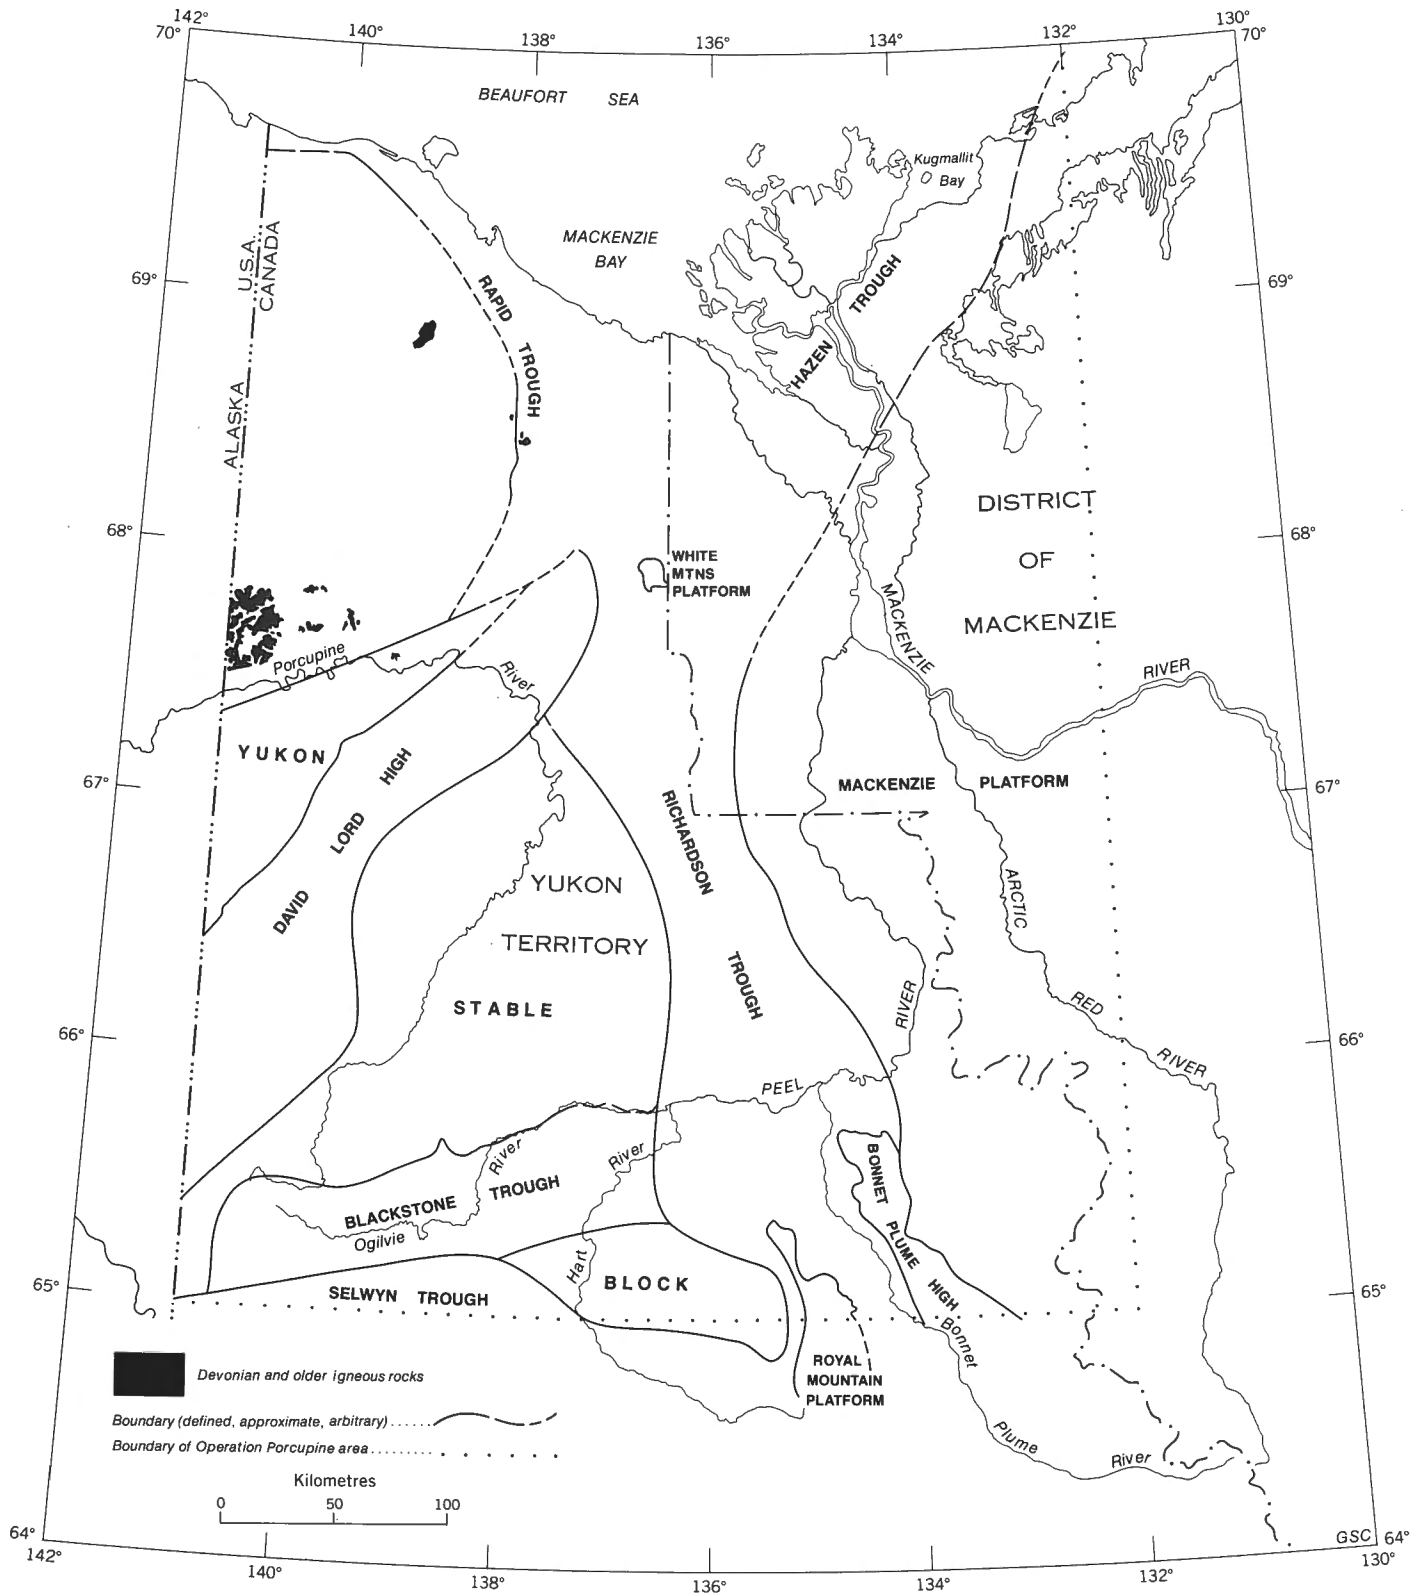 142° 140° 138° 136° 134° 132° 130°
70° 70°
BEAUFORT SEA
Kugmallit
Bay
MACKENZIE
BAY
U.S.A.
CANADA
69° 69°
RAPID TROUGH
HAZEN TROUGH
ALASKA
DISTRICT
OF
MACKENZIE
68° 68°
WHITE
MTNS
PLATFORM
MACKENZIE RIVER
Porcupine River
YUKON
67° 67°
MACKENZIE PLATFORM
DAVID LORD HIGH
RICHARDSON TROUGH
YUKON
TERRITORY
STABLE
ARCTIC RED RIVER
66° 66°
PEEL RIVER
River
River
BLACKSTONE TROUGH
Ogilvie
Hart
BONNET PLUME HIGH
BLOCK
65° 65°
SELWYN TROUGH
Bonnet Plume River
ROYAL
MOUNTAIN
PLATFORM
Devonian and older igneous rocks
Boundary (defined, approximate, arbitrary)......
Boundary of Operation Porcupine area.........
Kilometres
0 50 100
GSC
64° 64°
142° 140° 138° 136° 134° 132° 130°